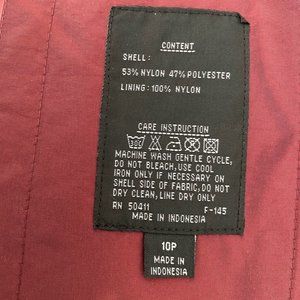 CONTENT
SHELL:
53% NYLON 47% POLYESTER
LINING: 100% NYLON
CARE INSTRUCTION
MACHINE WASH GENTLE CYCLE,
DO NOT BLEACH, USE COOL
IRON ONLY IF NECESSARY ON
SHELL SIDE OF FABRIC, DO NOT
DRY CLEAN, LINE DRY ONLY
RN 50411 F-145
MADE IN INDONESIA
10P
MADE IN
INDONESIA